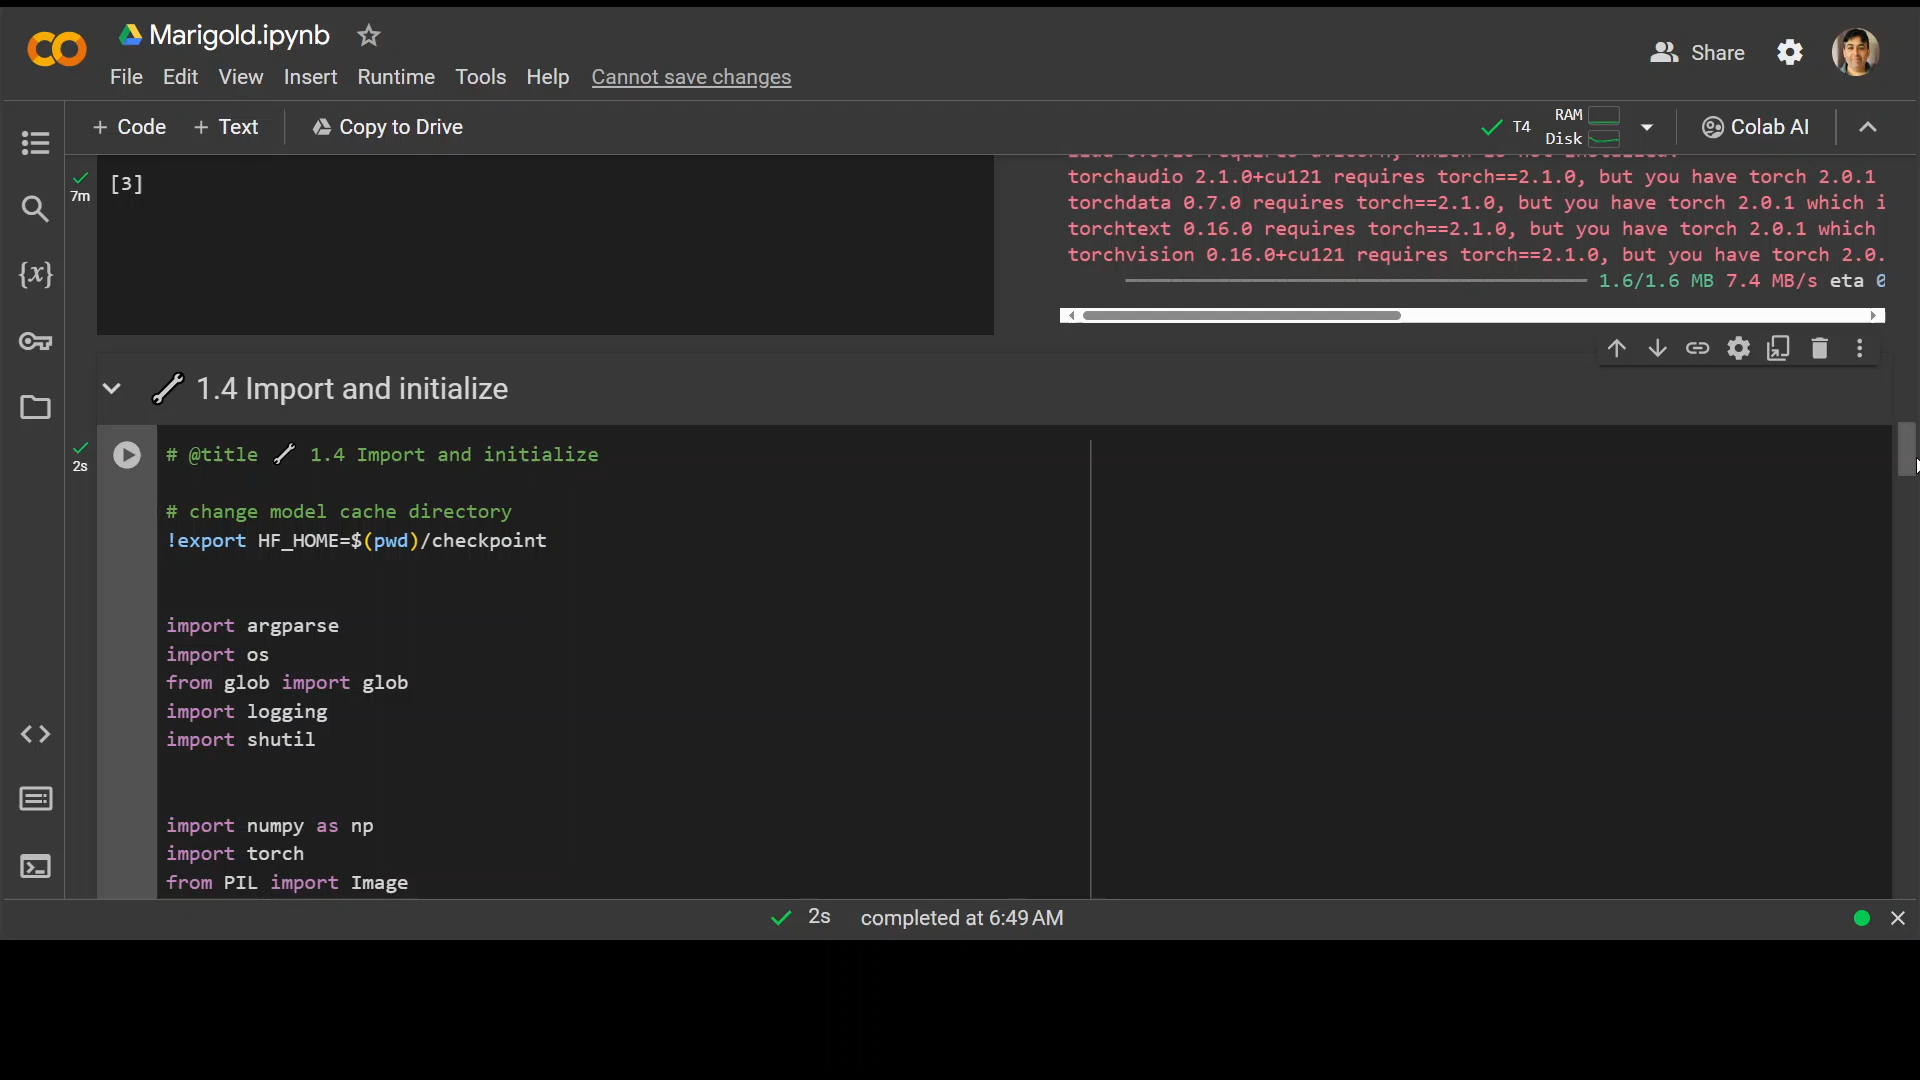 Marigold.ipynb
File Edit View Insert Runtime Tools Help Cannot save changes
Share
+ Code + Text Copy to Drive
T4 RAM Disk Colab AI
7m [3]
torchaudio 2.1.0+cu121 requires torch==2.1.0, but you have torch 2.0.1
torchdata 0.7.0 requires torch==2.1.0, but you have torch 2.0.1 which i
torchtext 0.16.0 requires torch==2.1.0, but you have torch 2.0.1 which
torchvision 0.16.0+cu121 requires torch==2.1.0, but you have torch 2.0.
1.6/1.6 MB 7.4 MB/s eta 0
1.4 Import and initialize
2s
# @title 🔧 1.4 Import and initialize
# change model cache directory
!export HF_HOME=$(pwd)/checkpoint
import argparse
import os
from glob import glob
import logging
import shutil
import numpy as np
import torch
from PIL import Image
2s completed at 6:49 AM